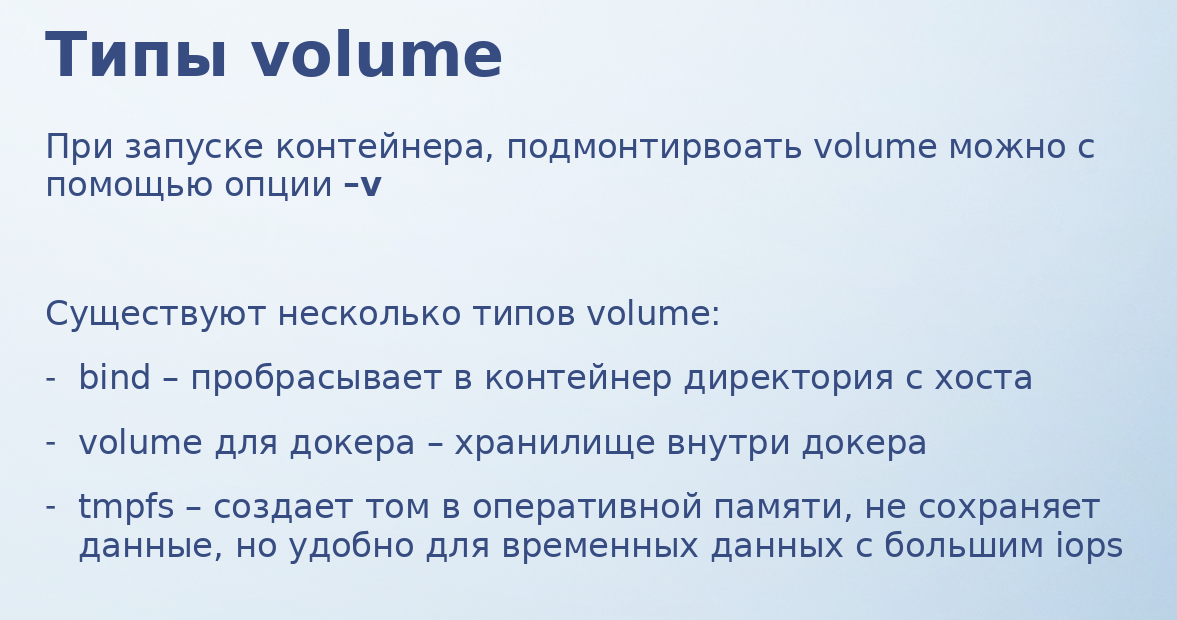 Типы volume
При запуске контейнера, подмонтирвоать volume можно с
помощью опции –v
Существуют несколько типов volume:
- bind – пробрасывает в контейнер директория с хоста
- volume для докера – хранилище внутри докера
- tmpfs – создает том в оперативной памяти, не сохраняет
данные, но удобно для временных данных с большим iops